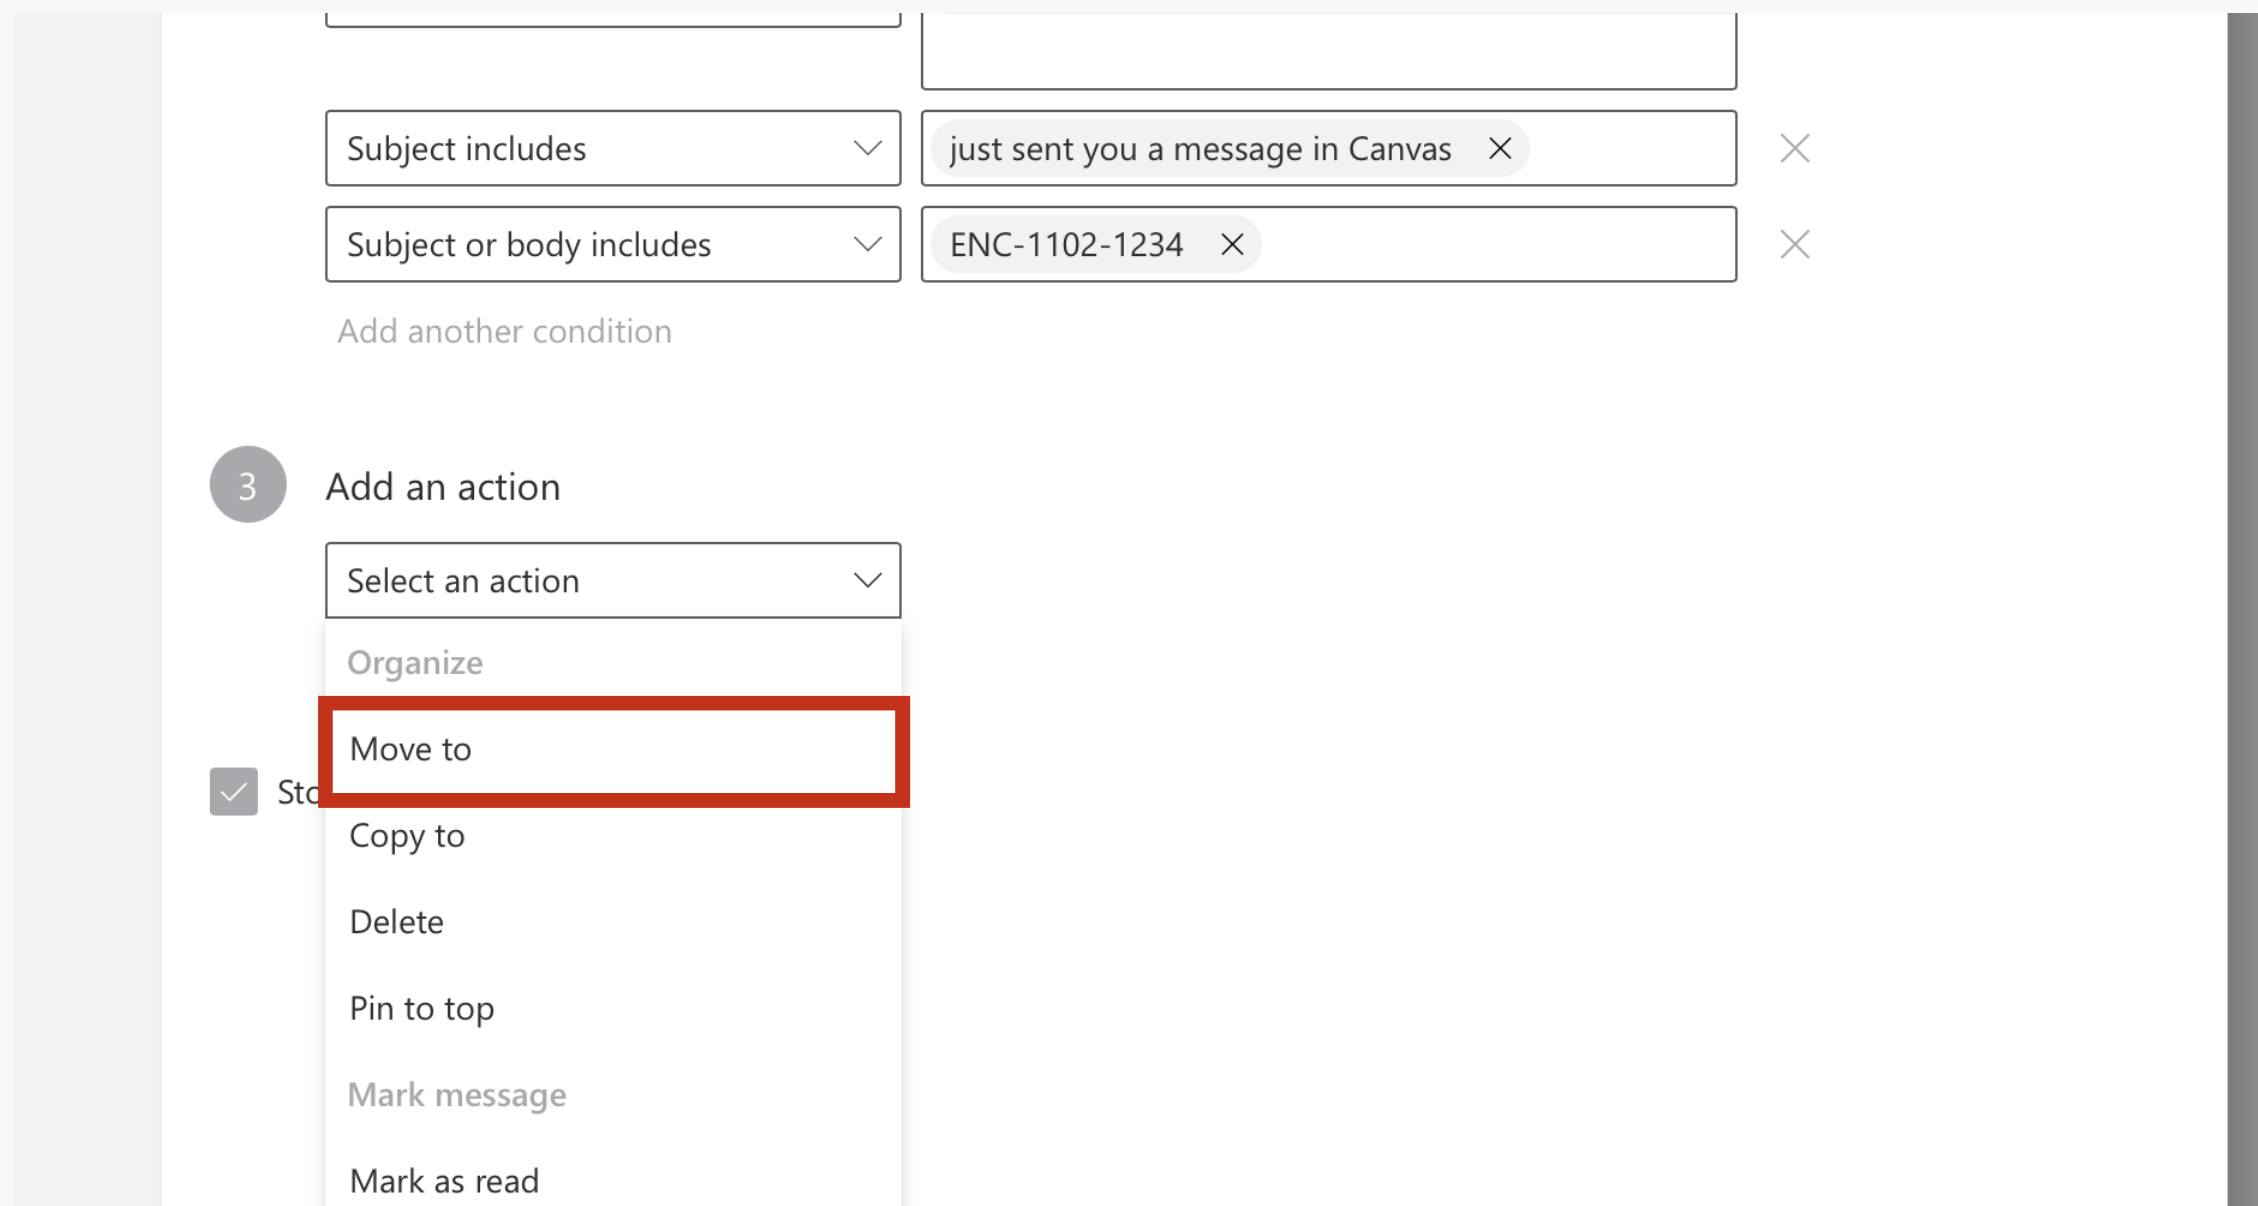 Subject includes
just sent you a message in Canvas
Subject or body includes
ENC-1102-1234
Add another condition
3
Add an action
Select an action
Organize
Move to
Sto
Copy to
Delete
Pin to top
Mark message
Mark as read